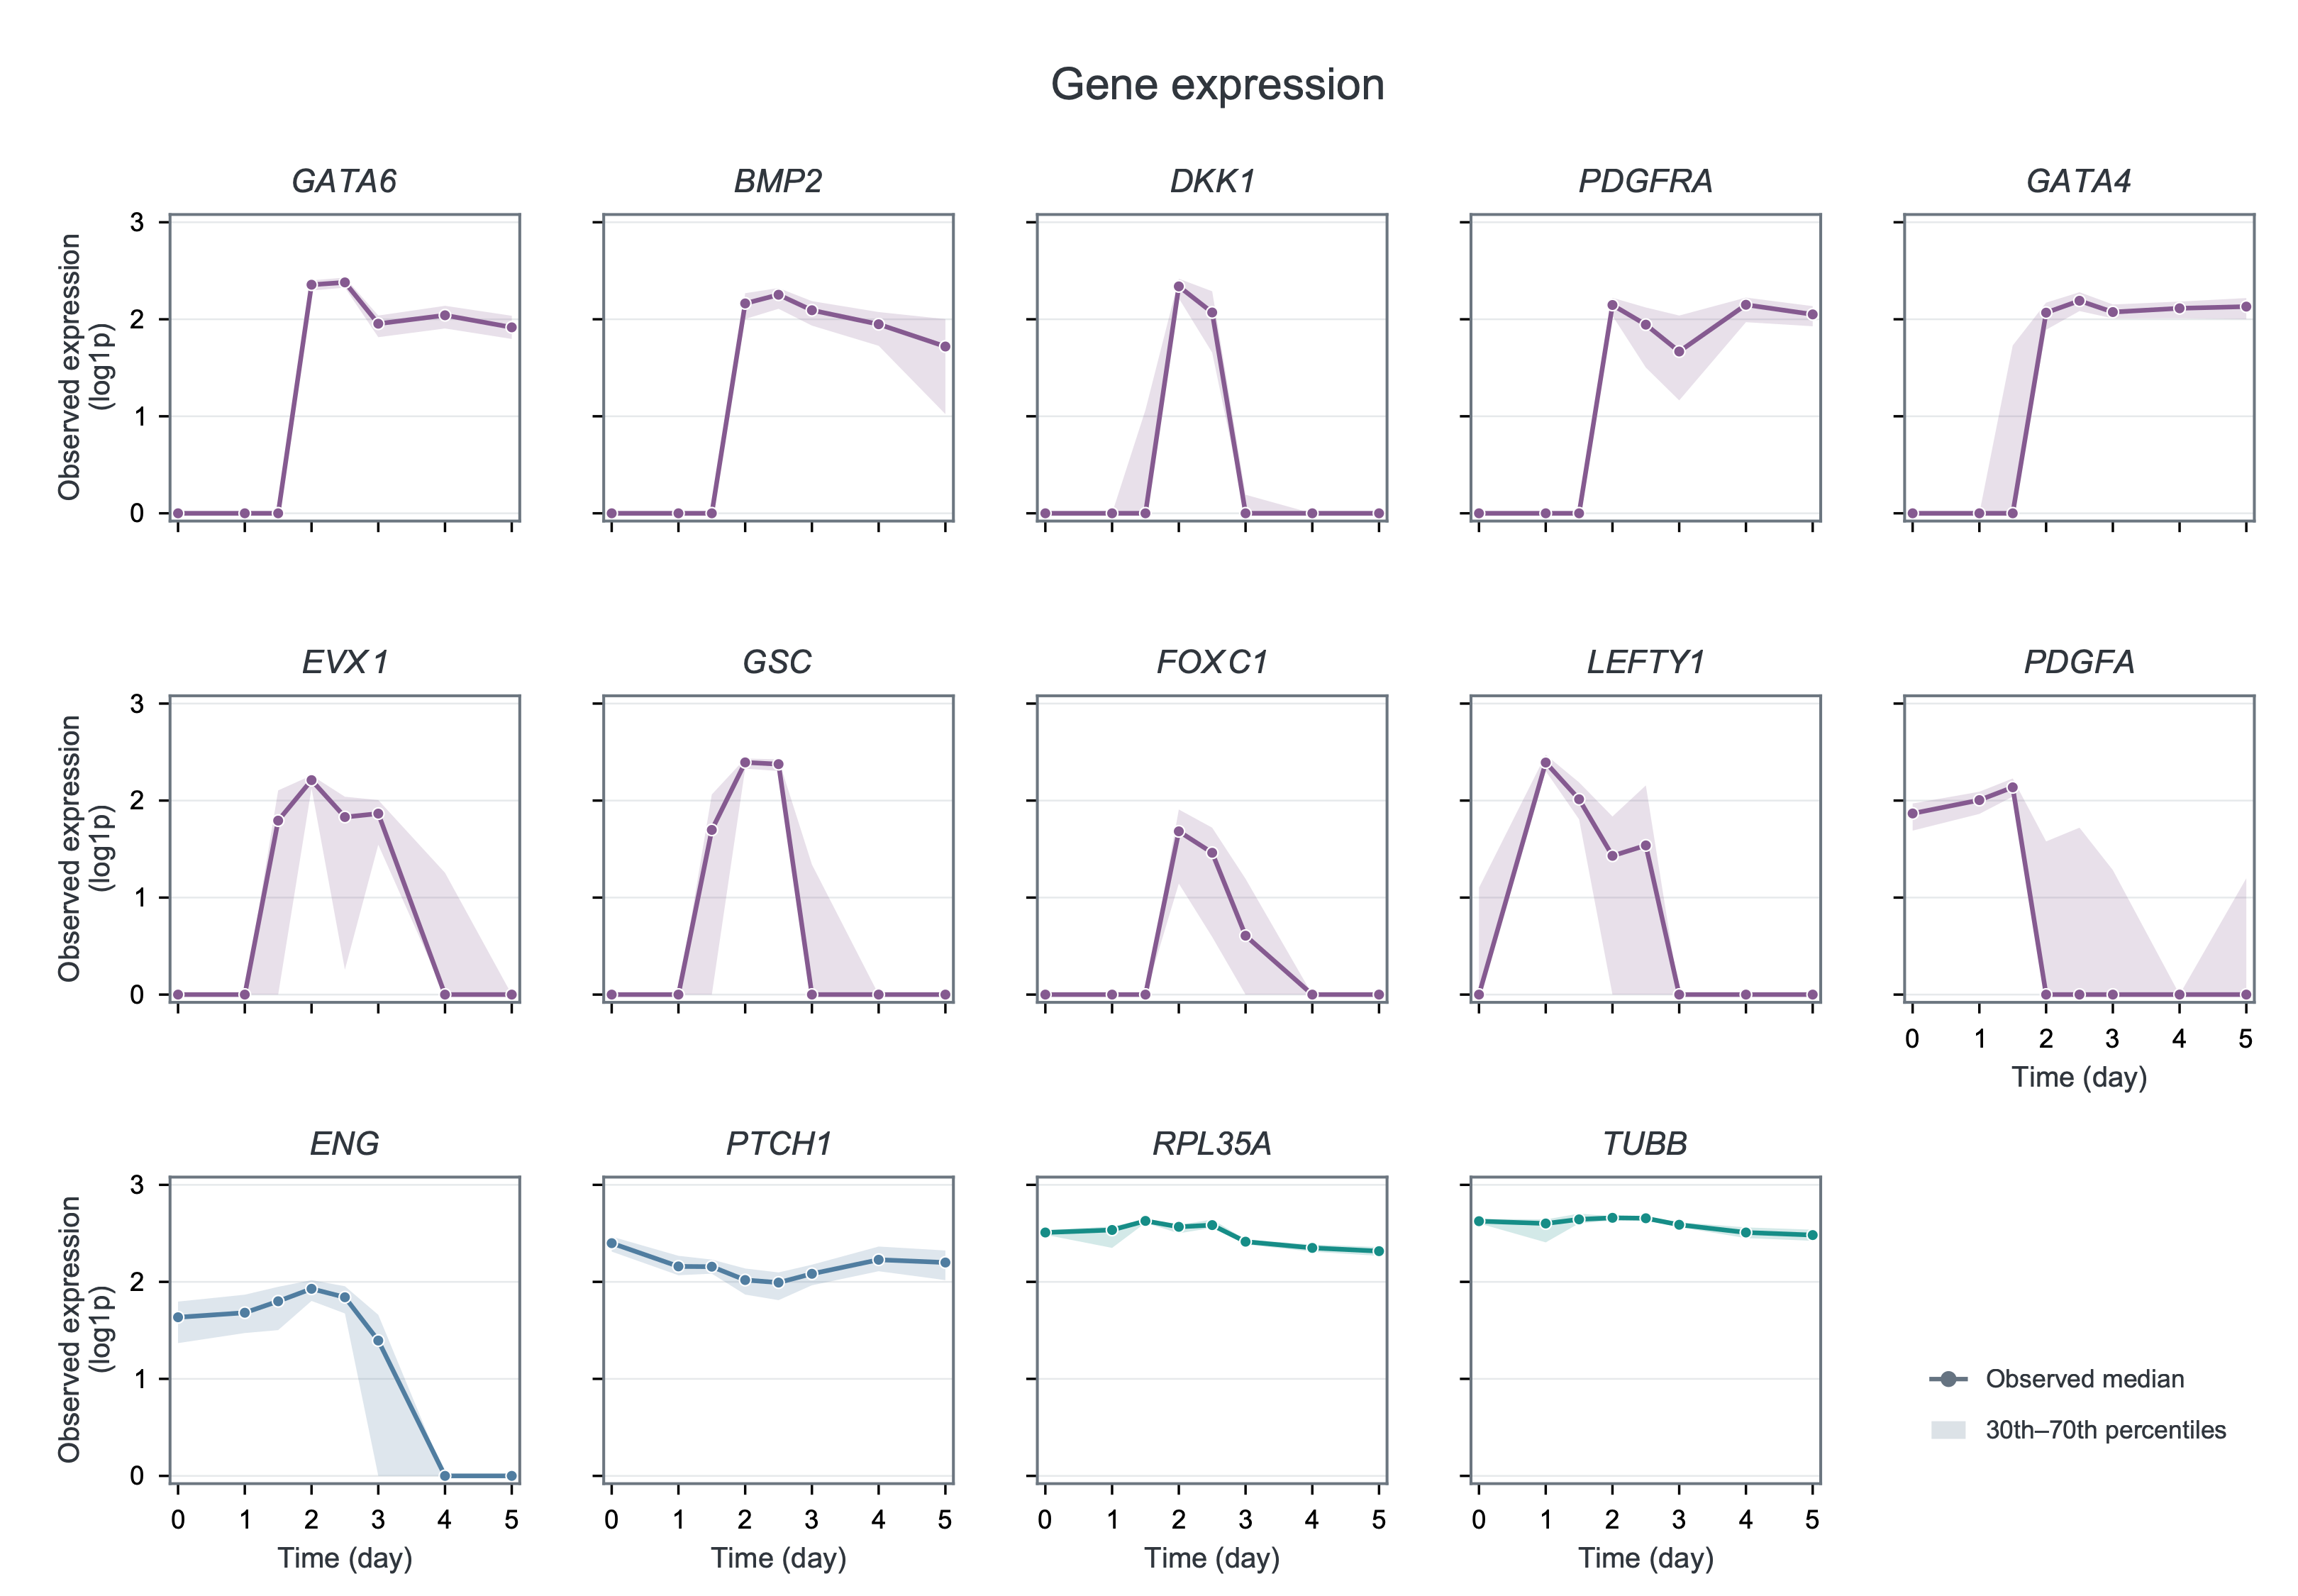 Gene expression
GATA6
BMP2
DKK1
PDGFRA
GATA4
Observed expression
(log1p)
3
2
1
0
EVX1
GSC
FOXC1
LEFTY1
PDGFA
Observed expression
(log1p)
3
2
1
0
0 1 2 3 4 5
Time (day)
ENG
PTCH1
RPL35A
TUBB
Observed expression
(log1p)
3
2
1
0
Observed median
30th–70th percentiles
0 1 2 3 4 5
0 1 2 3 4 5
0 1 2 3 4 5
0 1 2 3 4 5
Time (day)
Time (day)
Time (day)
Time (day)